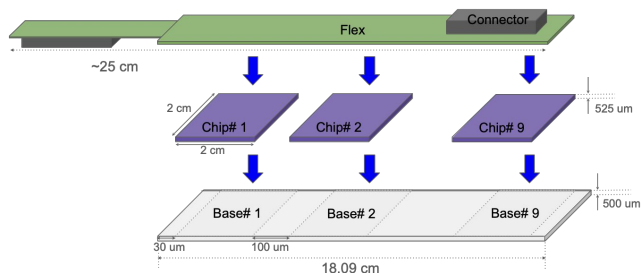 Connector
Flex
~25 cm
2 cm
525 um
Chip# 1
Chip# 2
Chip# 9
2 cm
500 um
Base# 1
Base# 2
Base# 9
30 um
100 um
18.09 cm